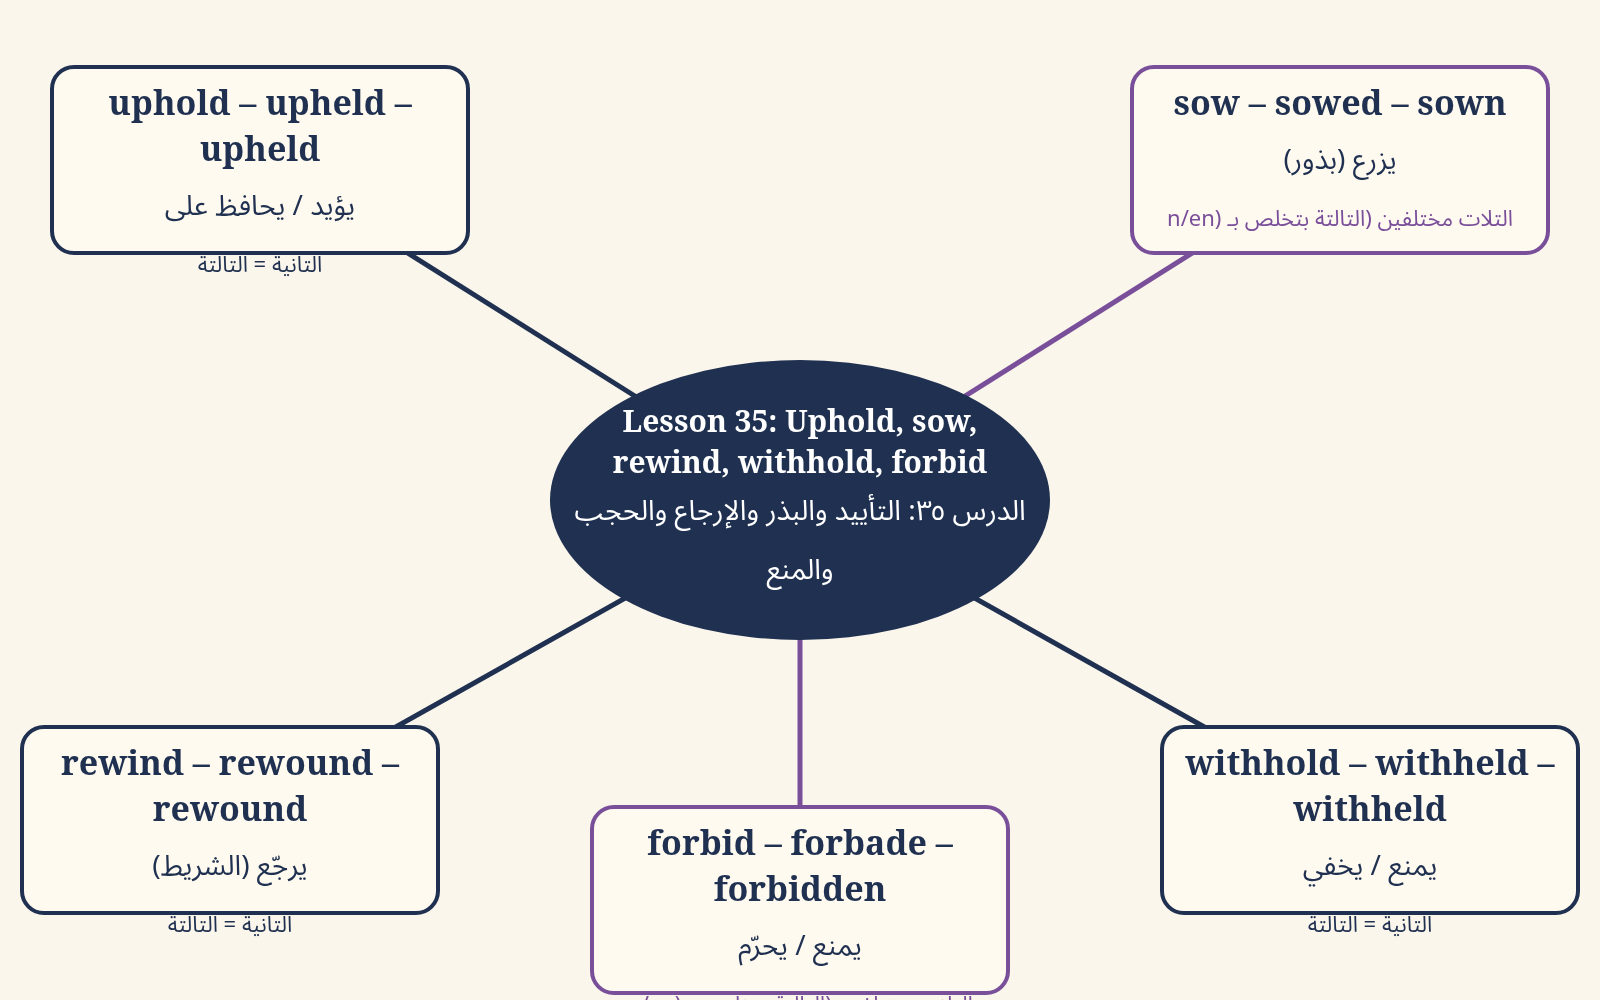 uphold – upheld –
upheld
يؤيد / يحافظ على
التانية = التالتة
sow – sowed – sown
يزرع (بذور)
التلات مختلفين (التالتة بتخلص بـ n/en)
Lesson 35: Uphold, sow,
rewind, withhold, forbid
الدرس ٣٥: التأييد والبذر والإرجاع والحجب
والمنع
rewind – rewound –
rewound
يرجّع (الشريط)
التانية = التالتة
forbid – forbade –
forbidden
يمنع / يحرّم
withhold – withheld –
withheld
يمنع / يخفي
التانية = التالتة